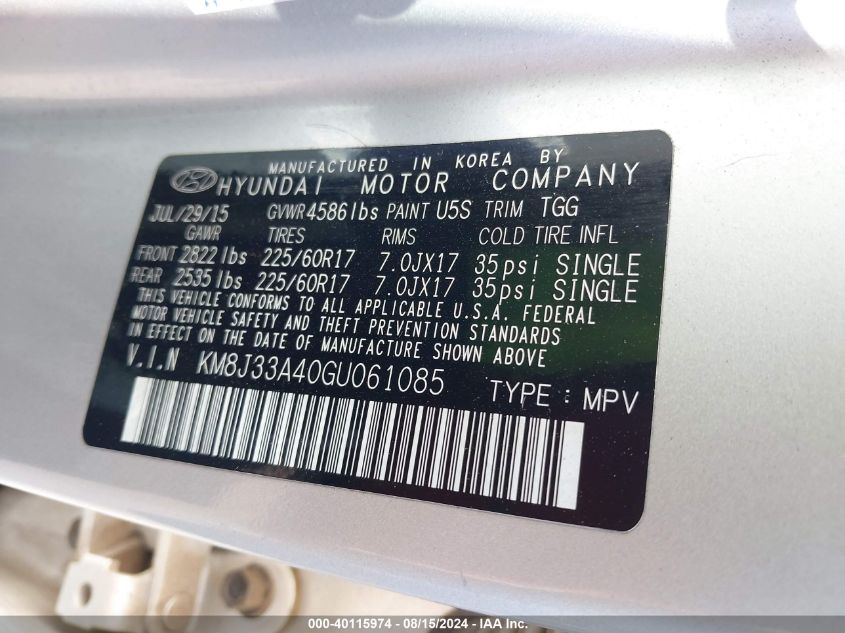 MANUFACTURED IN KOREA BY
HYUNDAI MOTOR COMPANY
JUL/29/15 GVWR 4586lbs PAINT U5S TRIM TGG
GAWR TIRES RIMS COLD TIRE INFL
FRONT 2822 lbs 225/60R17 7.0JX17 35psi SINGLE
REAR 2535 lbs 225/60R17 7.0JX17 35psi SINGLE
THIS VEHICLE CONFORMS TO ALL APPLICABLE U.S.A. FEDERAL
MOTOR VEHICLE SAFETY AND THEFT PREVENTION STANDARDS
IN EFFECT ON THE DATE OF MANUFACTURE SHOWN ABOVE
V.I.N KM8J33A40GU061085 TYPE : MPV
000-40115974 - 08/15/2024 - IAA Inc.